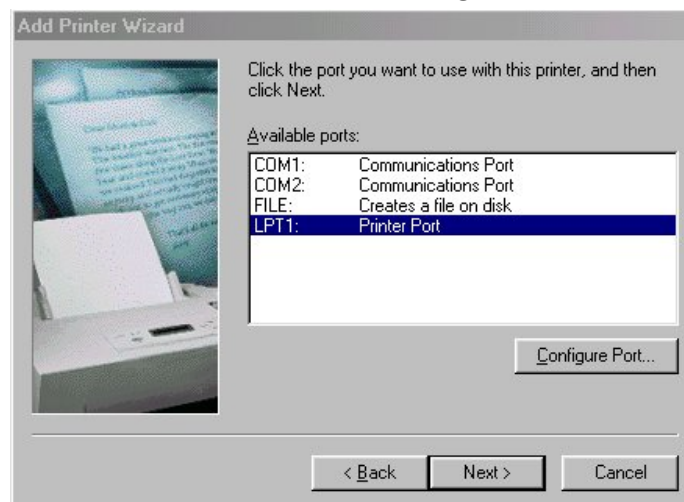 Add Printer Wizard
Click the port you want to use with this printer, and then
click Next.
Available ports:
COM1: Communications Port
COM2: Communications Port
FILE: Creates a file on disk
LPT1: Printer Port
Configure Port...
< Back Next > Cancel